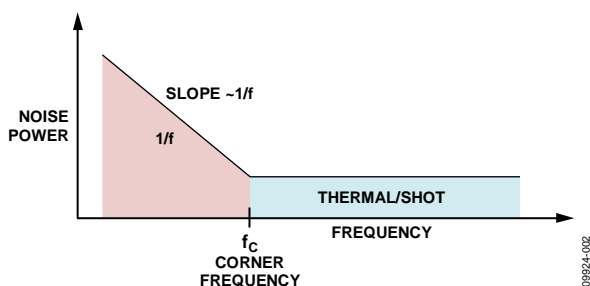 NOISE
POWER
SLOPE ~1/f
1/f
THERMAL/SHOT
fC
CORNER
FREQUENCY
FREQUENCY
09924-002